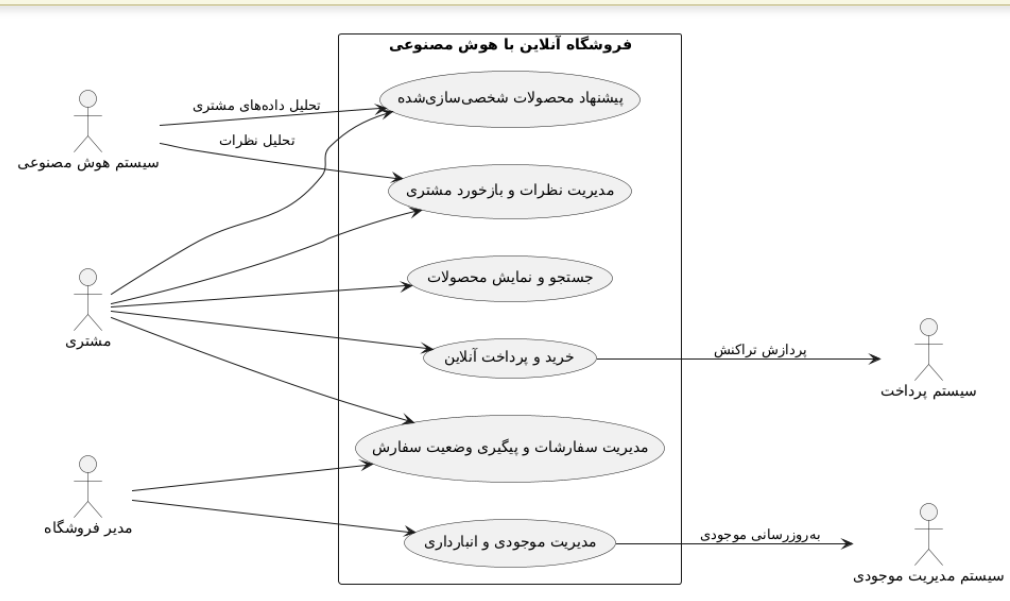 فروشگاه آنلاین با هوش مصنوعی
پیشنهاد محصولات شخصی‌سازی‌شده
تحلیل داده‌های مشتری
تحلیل نظرات
سیستم هوش مصنوعی
مدیریت نظرات و بازخورد مشتری
جستجو و نمایش محصولات
مشتری
خرید و پرداخت آنلاین
پردازش تراکنش
سیستم پرداخت
مدیریت سفارشات و پیگیری وضعیت سفارش
مدیر فروشگاه
مدیریت موجودی و انبارداری
به‌روزرسانی موجودی
سیستم مدیریت موجودی